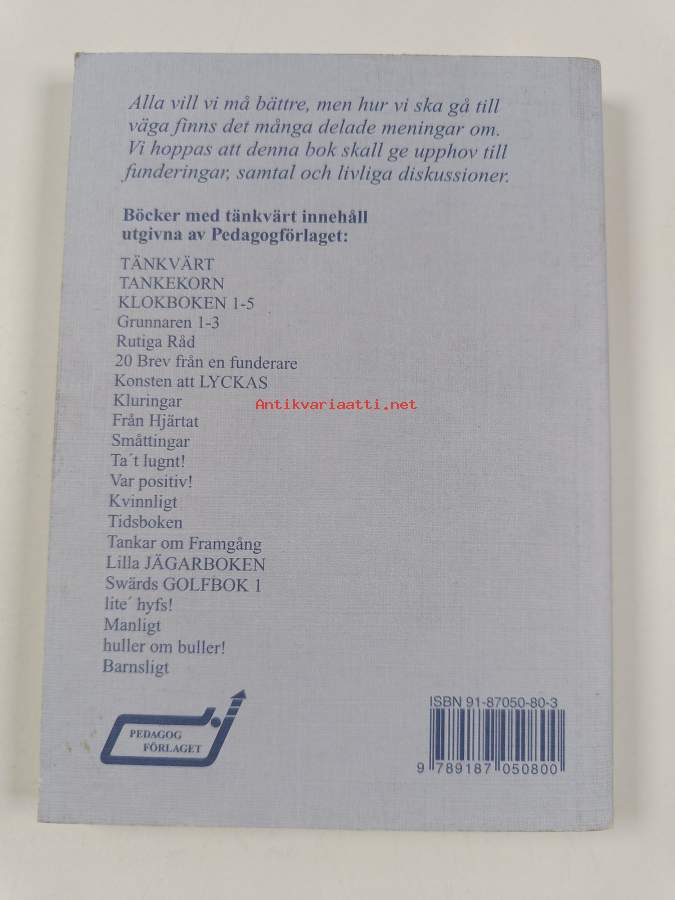 Alla vill vi må bättre, men hur vi ska gå till
väga finns det många delade meningar om.
Vi hoppas att denna bok skall ge upphov till
funderingar, samtal och livliga diskussioner.
Böcker med tänkvärt innehåll
utgivna av Pedagogförlaget:
TÄNKVÄRT
TANKEKORN
KLOKBOKEN 1-5
Grunnaren 1-3
Rutiga Råd
20 Brev från en funderare
Konsten att LYCKAS
Kluringar
Antikvariaatti.net
Från Hjärtat
Småttingar
Ta´t lugnt!
Var positiv!
Kvinnligt
Tidsboken
Tankar om Framgång
Lilla JÄGARBOKEN
Swärds GOLFBOK 1
lite´ hyfs!
Manligt
huller om buller!
Barnsligt
PEDAGOG
FÖRLAGET
ISBN 91-87050-80-3
9 789187 050800